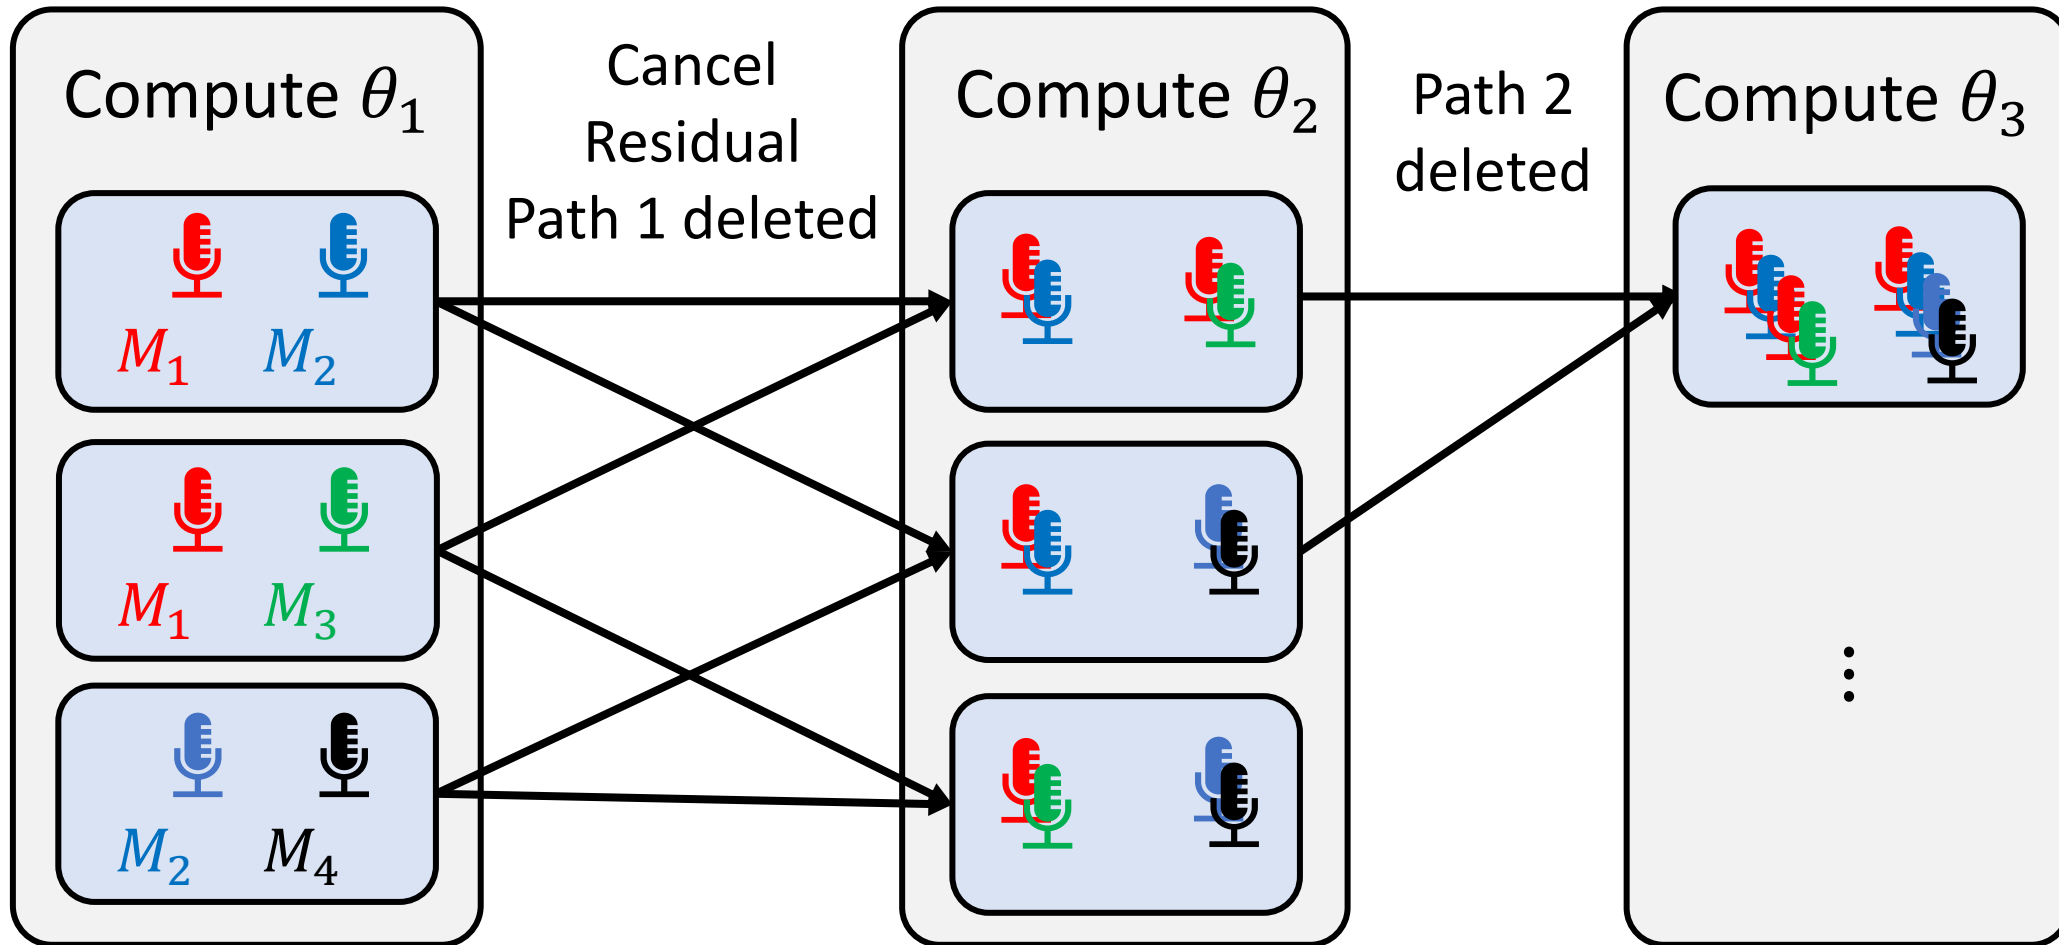 Compute θ₁
M₁ M₂
M₁ M₃
M₂ M₄
Cancel
Residual
Path 1 deleted
Compute θ₂
Path 2
deleted
Compute θ₃
⋮